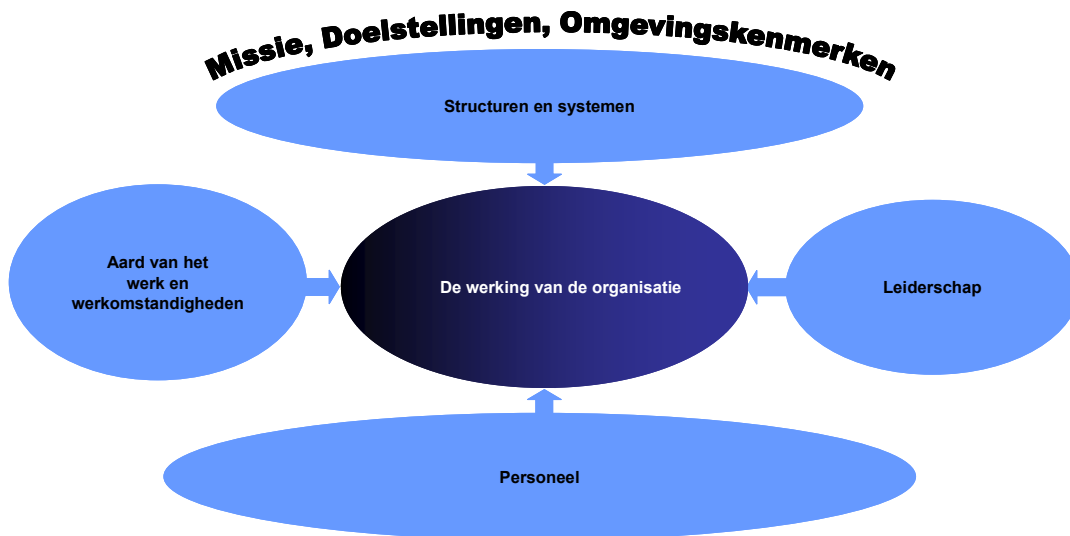 Missie, Doelstellingen, Omgevingskenmerken
Structuren en systemen
Aard van het
werk en
werkomstandigheden
De werking van de organisatie
Leiderschap
Personeel